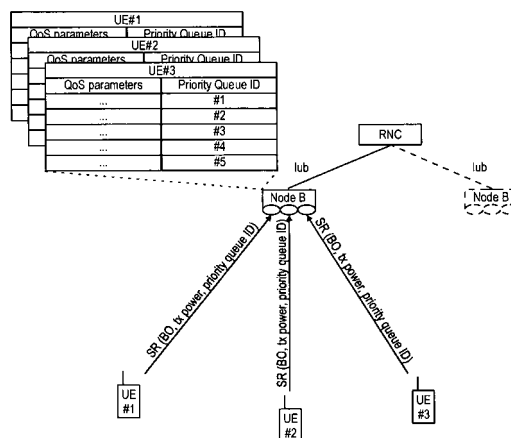 UE#1
QoS parameters Priority Queue ID
UE#2
QoS parameters Priority Queue ID
UE#3
QoS parameters Priority Queue ID
... #1
... #2
... #3
... #4
... #5
RNC
Iub
Iub
Node B
Node B
SR (BO, tx power, priority queue ID)
SR (BO, tx power, priority queue ID)
SR (BO, tx power, priority queue ID)
UE
#1
UE
#2
UE
#3